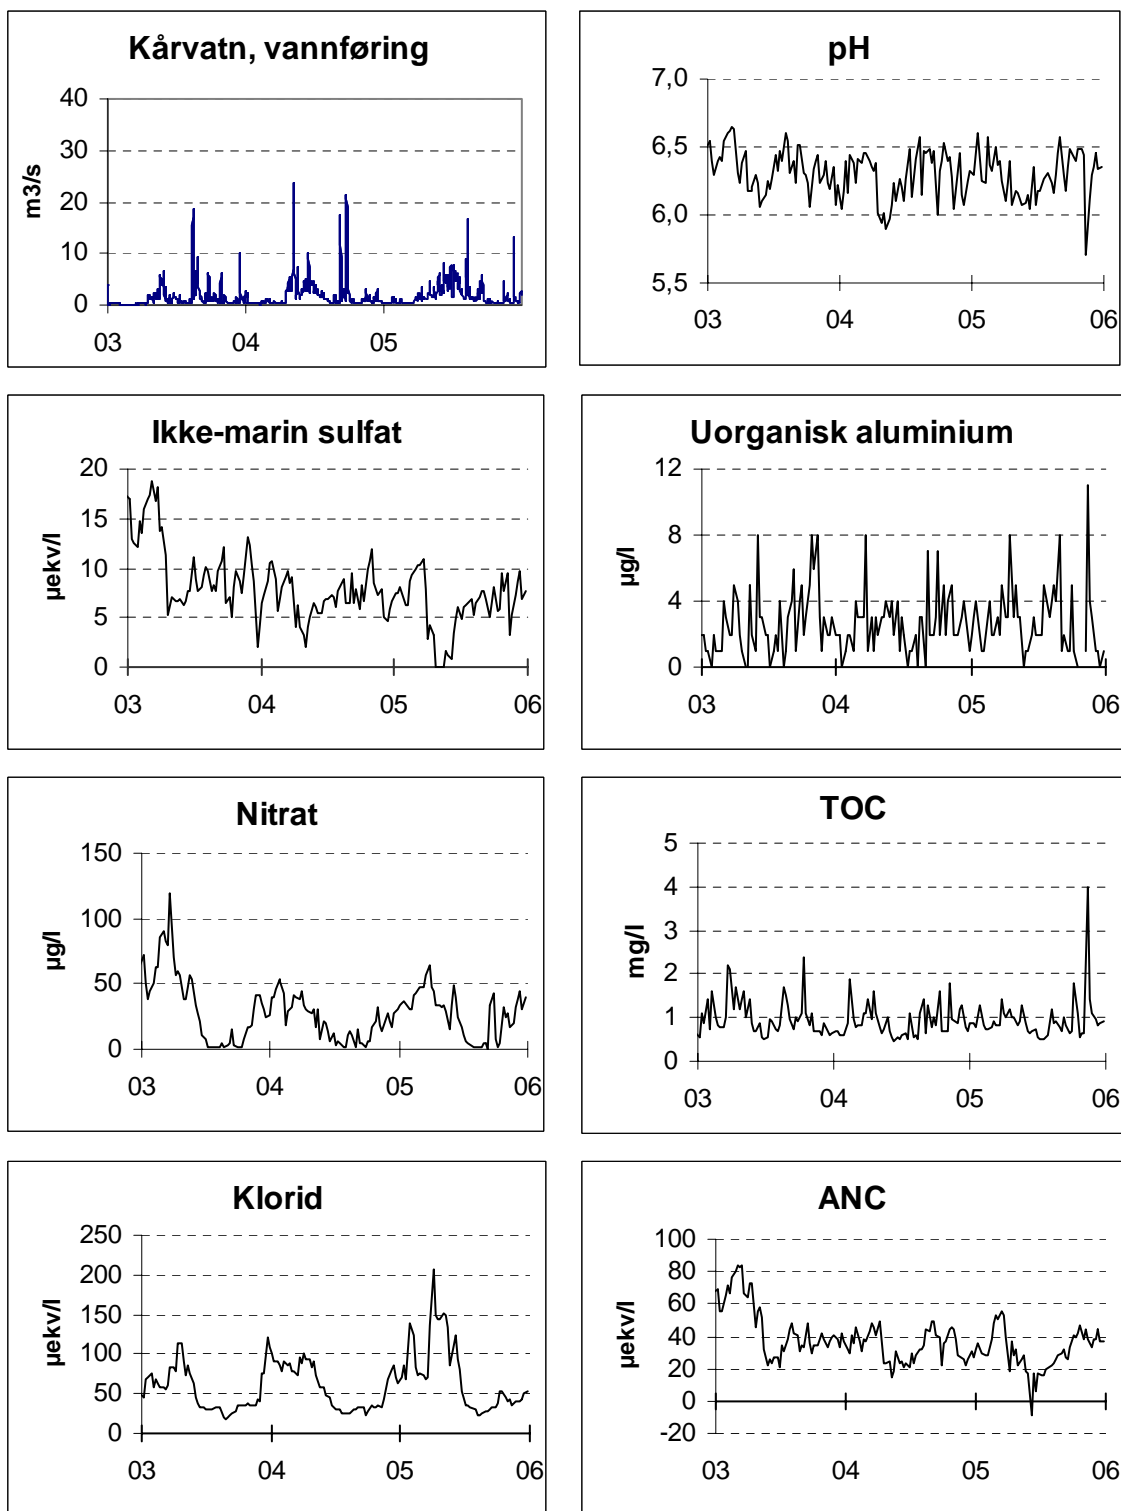 Kårvatn, vannføring
m3/s
40
30
20
10
0
03 04 05
pH
7,0
6,5
6,0
5,5
03 04 05 06
Ikke-marin sulfat
µekv/l
20
15
10
5
0
03 04 05 06
Uorganisk aluminium
µg/l
12
8
4
0
03 04 05 06
Nitrat
µg/l
150
100
50
0
03 04 05 06
TOC
mg/l
5
4
3
2
1
0
03 04 05 06
Klorid
µekv/l
250
200
150
100
50
0
03 04 05 06
ANC
µekv/l
100
80
60
40
20
0
-20
03 04 05 06